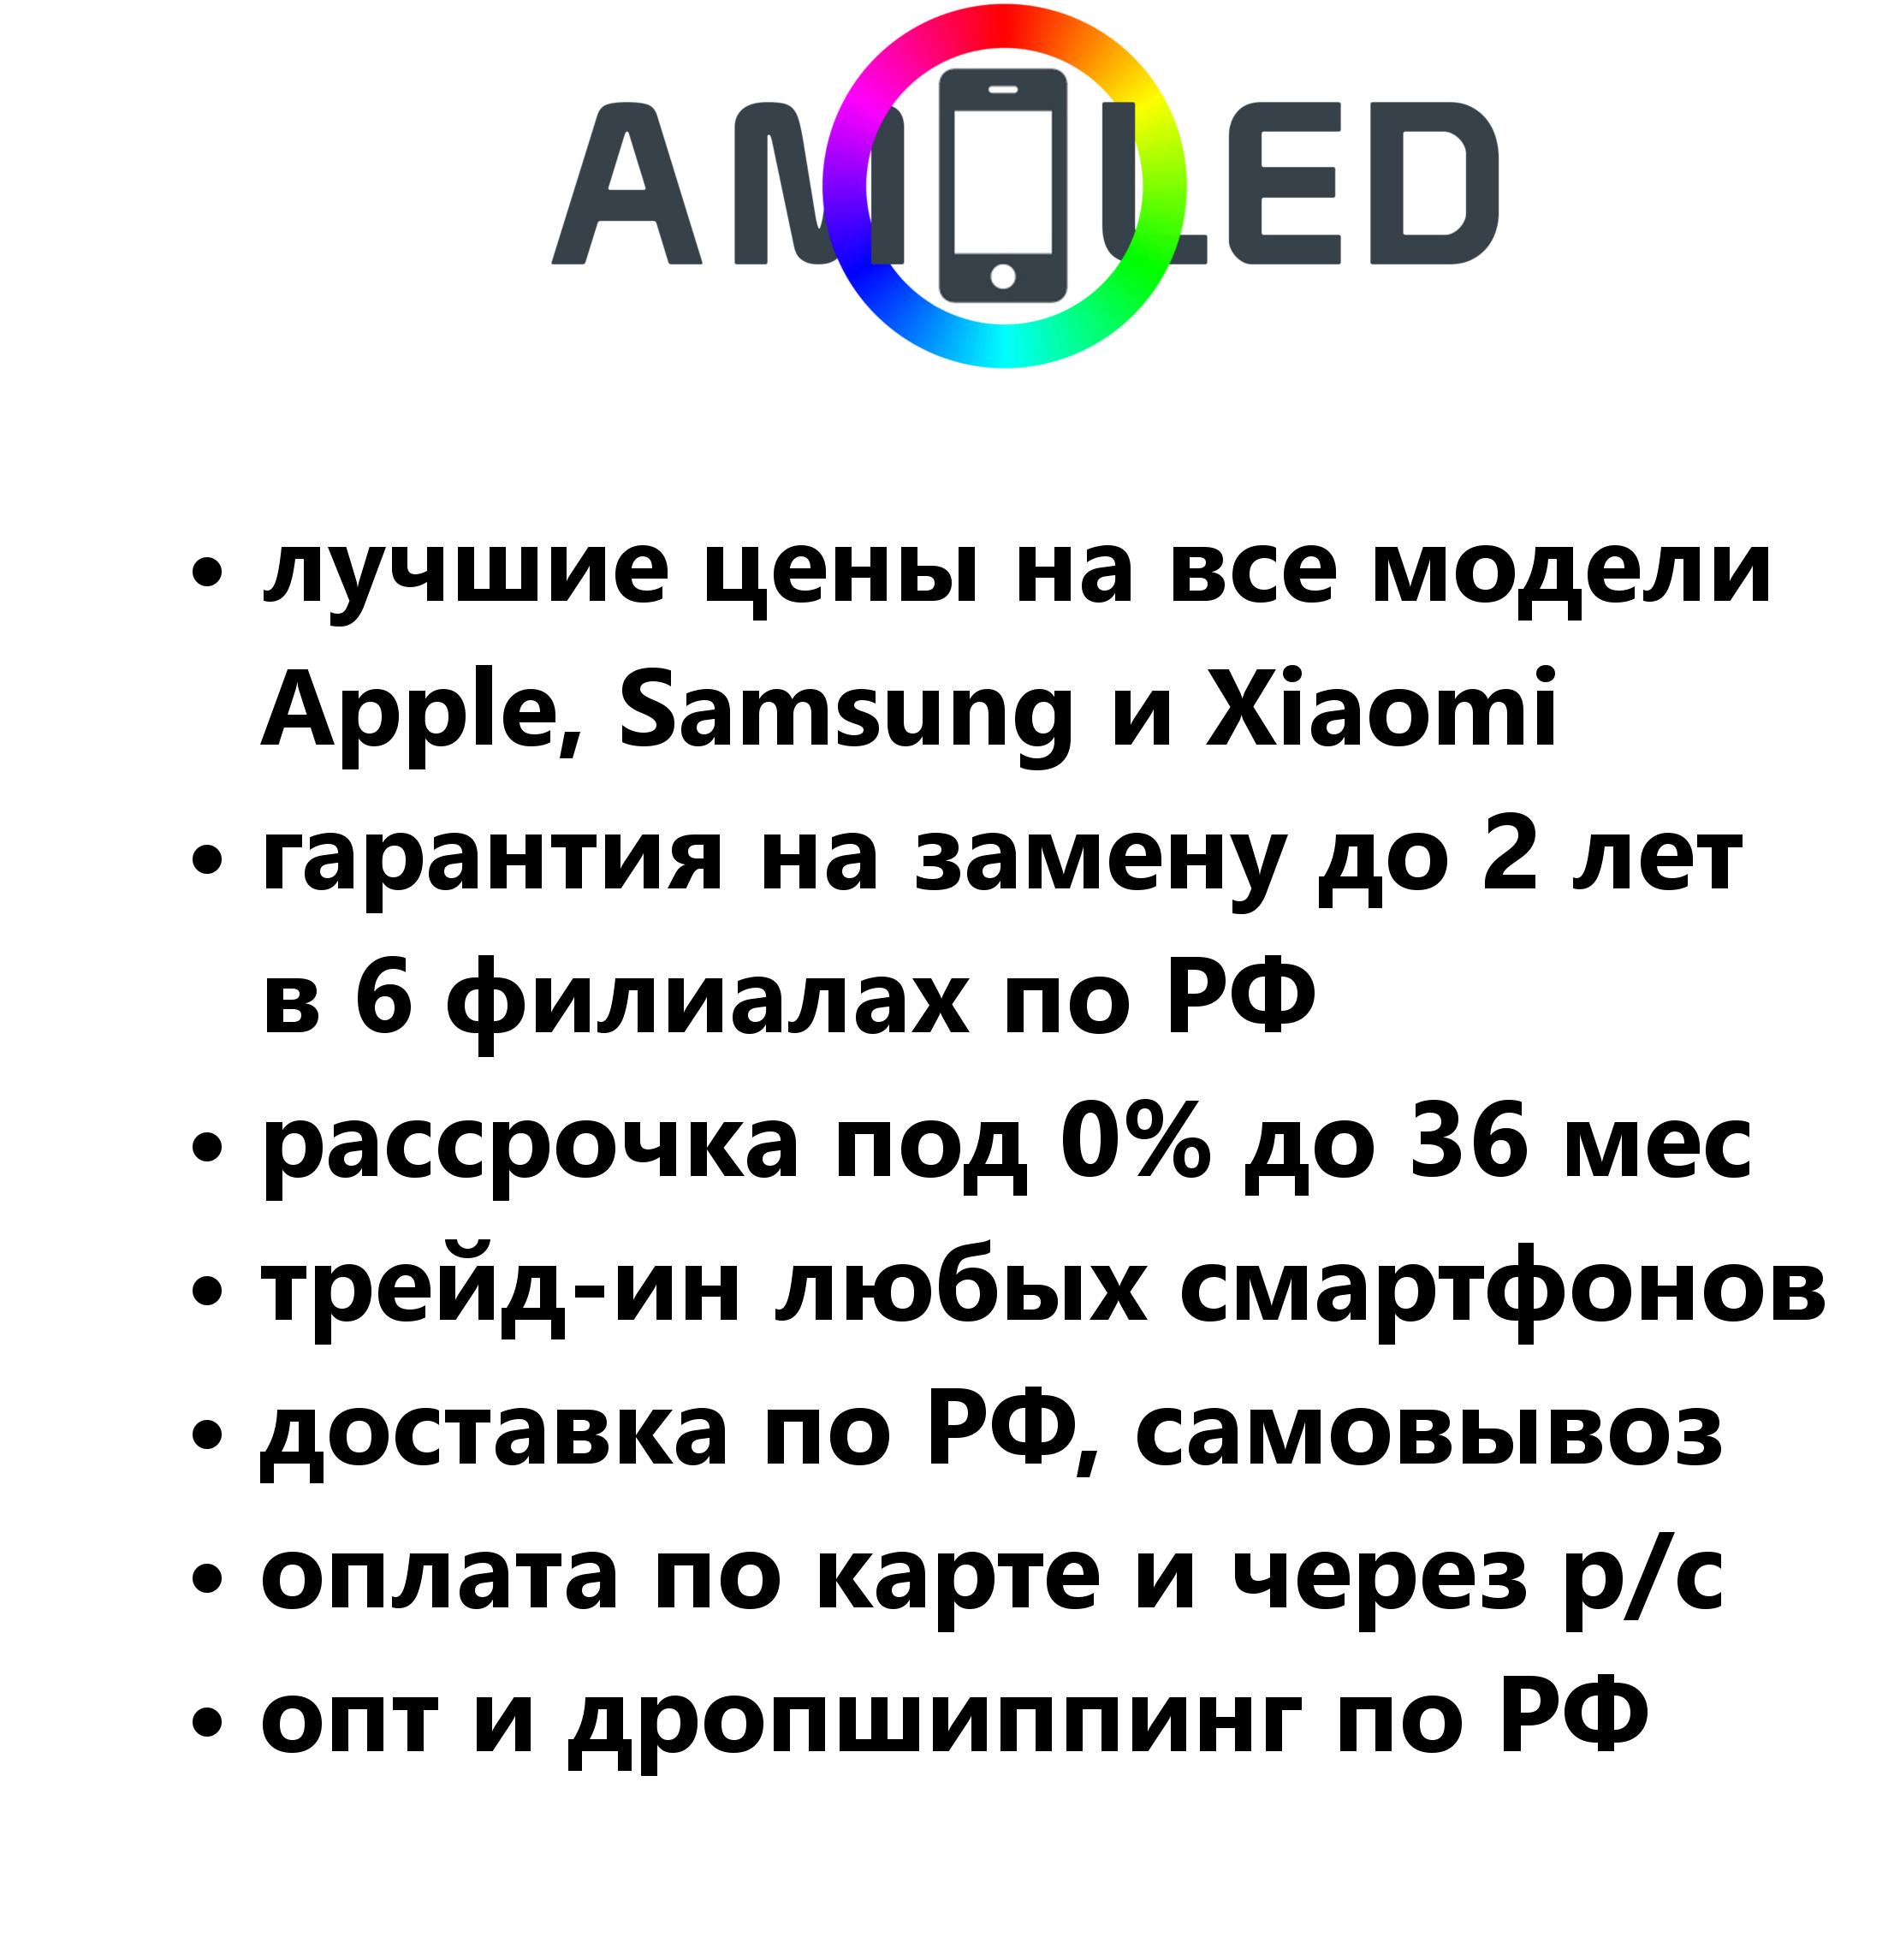 AMOLED
• лучшие цены на все модели
Apple, Samsung и Xiaomi
• гарантия на замену до 2 лет
в 6 филиалах по РФ
• рассрочка под 0% до 36 мес
• трейд-ин любых смартфонов
• доставка по РФ, самовывоз
• оплата по карте и через р/с
• опт и дропшиппинг по РФ